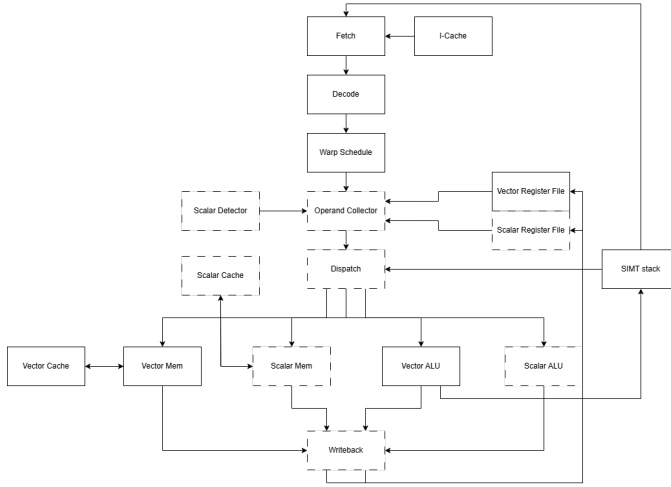 Fetch
I-Cache
Decode
Warp Schedule
Vector Register File
Scalar Detector
Operand Collector
Scalar Register File
Dispatch
SIMT stack
Scalar Cache
Vector Cache
Vector Mem
Scalar Mem
Vector ALU
Scalar ALU
Writeback